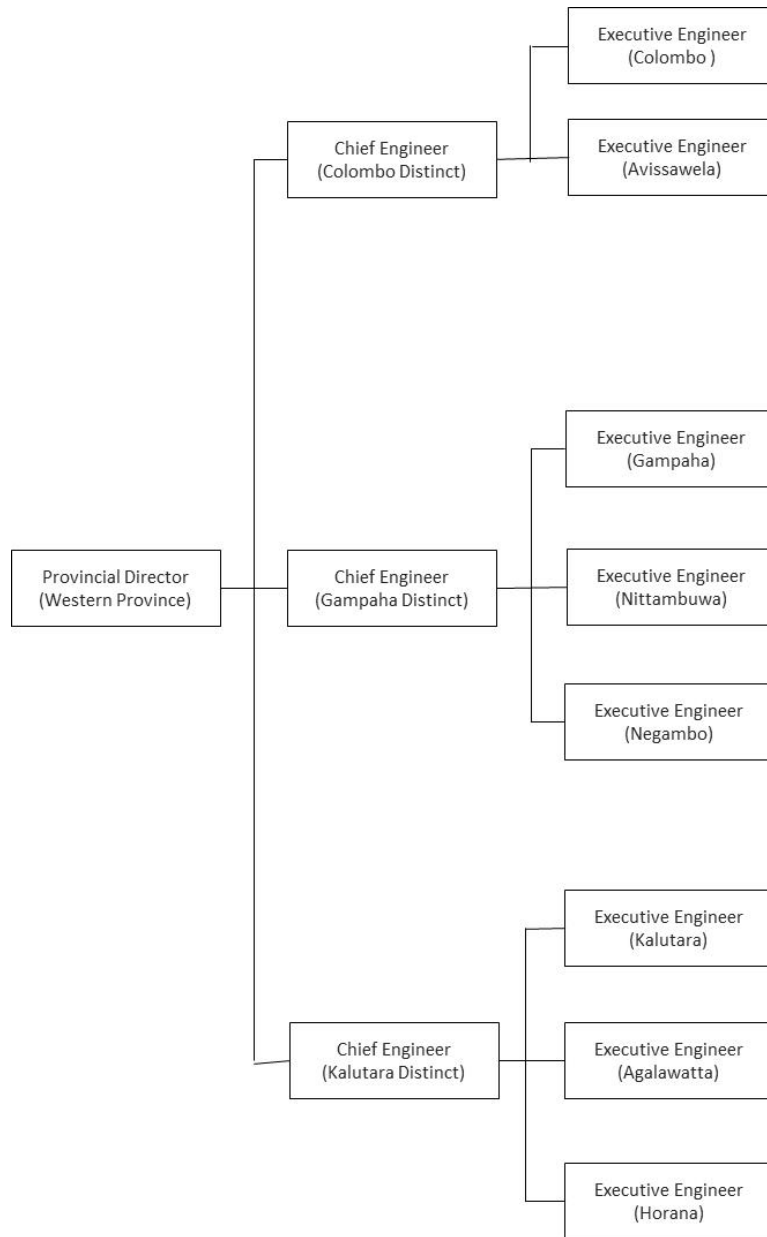 Executive Engineer
(Colombo )
Chief Engineer
(Colombo Distinct)
Executive Engineer
(Avissawela)
Executive Engineer
(Gampaha)
Provincial Director
(Western Province)
Chief Engineer
(Gampaha Distinct)
Executive Engineer
(Nittambuwa)
Executive Engineer
(Negambo)
Executive Engineer
(Kalutara)
Chief Engineer
(Kalutara Distinct)
Executive Engineer
(Agalawatta)
Executive Engineer
(Horana)